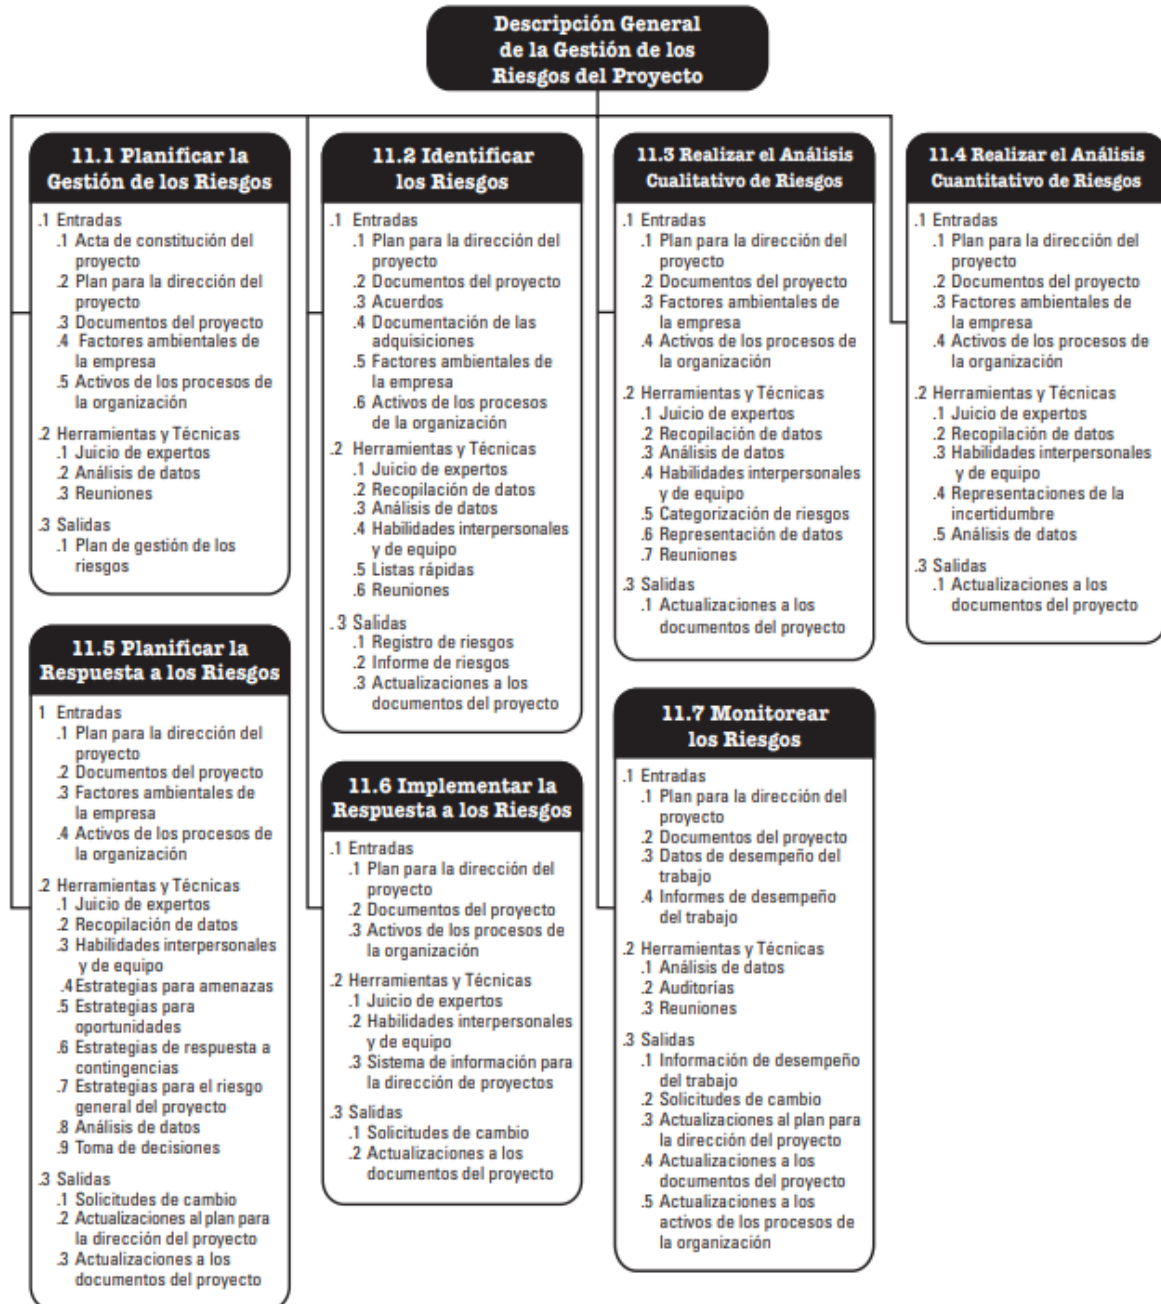 Descripción General
de la Gestión de los
Riesgos del Proyecto
11.1 Planificar la
Gestión de los Riesgos
.1 Entradas
.1 Acta de constitución del
proyecto
.2 Plan para la dirección del
proyecto
.3 Documentos del proyecto
.4 Factores ambientales de
la empresa
.5 Activos de los procesos de
la organización
.2 Herramientas y Técnicas
.1 Juicio de expertos
.2 Análisis de datos
.3 Reuniones
.3 Salidas
.1 Plan de gestión de los
riesgos
11.2 Identificar
los Riesgos
.1 Entradas
.1 Plan para la dirección del
proyecto
.2 Documentos del proyecto
.3 Acuerdos
.4 Documentación de las
adquisiciones
.5 Factores ambientales de
la empresa
.6 Activos de los procesos
de la organización
.2 Herramientas y Técnicas
.1 Juicio de expertos
.2 Recopilación de datos
.3 Análisis de datos
.4 Habilidades interpersonales
y de equipo
.5 Listas rápidas
.6 Reuniones
.3 Salidas
.1 Registro de riesgos
.2 Informe de riesgos
.3 Actualizaciones a los
documentos del proyecto
11.3 Realizar el Análisis
Cualitativo de Riesgos
.1 Entradas
.1 Plan para la dirección del
proyecto
.2 Documentos del proyecto
.3 Factores ambientales de
la empresa
.4 Activos de los procesos de
la organización
.2 Herramientas y Técnicas
.1 Juicio de expertos
.2 Recopilación de datos
.3 Análisis de datos
.4 Habilidades interpersonales
y de equipo
.5 Categorización de riesgos
.6 Representación de datos
.7 Reuniones
.3 Salidas
.1 Actualizaciones a los
documentos del proyecto
11.4 Realizar el Análisis
Cuantitativo de Riesgos
.1 Entradas
.1 Plan para la dirección del
proyecto
.2 Documentos del proyecto
.3 Factores ambientales de
la empresa
.4 Activos de los procesos de
la organización
.2 Herramientas y Técnicas
.1 Juicio de expertos
.2 Recopilación de datos
.3 Habilidades interpersonales
y de equipo
.4 Representaciones de la
incertidumbre
.5 Análisis de datos
.3 Salidas
.1 Actualizaciones a los
documentos del proyecto
11.5 Planificar la
Respuesta a los Riesgos
1 Entradas
.1 Plan para la dirección del
proyecto
.2 Documentos del proyecto
.3 Factores ambientales de
la empresa
.4 Activos de los procesos de
la organización
.2 Herramientas y Técnicas
.1 Juicio de expertos
.2 Recopilación de datos
.3 Habilidades interpersonales
y de equipo
.4 Estrategias para amenazas
.5 Estrategias para
oportunidades
.6 Estrategias de respuesta a
contingencias
.7 Estrategias para el riesgo
general del proyecto
.8 Análisis de datos
.9 Toma de decisiones
.3 Salidas
.1 Solicitudes de cambio
.2 Actualizaciones al plan para
la dirección del proyecto
.3 Actualizaciones a los
documentos del proyecto
11.6 Implementar la
Respuesta a los Riesgos
.1 Entradas
.1 Plan para la dirección del
proyecto
.2 Documentos del proyecto
.3 Activos de los procesos de
la organización
.2 Herramientas y Técnicas
.1 Juicio de expertos
.2 Habilidades interpersonales
y de equipo
.3 Sistema de información para
la dirección de proyectos
.3 Salidas
.1 Solicitudes de cambio
.2 Actualizaciones a los
documentos del proyecto
11.7 Monitorear
los Riesgos
.1 Entradas
.1 Plan para la dirección del
proyecto
.2 Documentos del proyecto
.3 Datos de desempeño del
trabajo
.4 Informes de desempeño
del trabajo
.2 Herramientas y Técnicas
.1 Análisis de datos
.2 Auditorías
.3 Reuniones
.3 Salidas
.1 Información de desempeño
del trabajo
.2 Solicitudes de cambio
.3 Actualizaciones al plan para
la dirección del proyecto
.4 Actualizaciones a los
documentos del proyecto
.5 Actualizaciones a los
activos de los procesos de
la organización